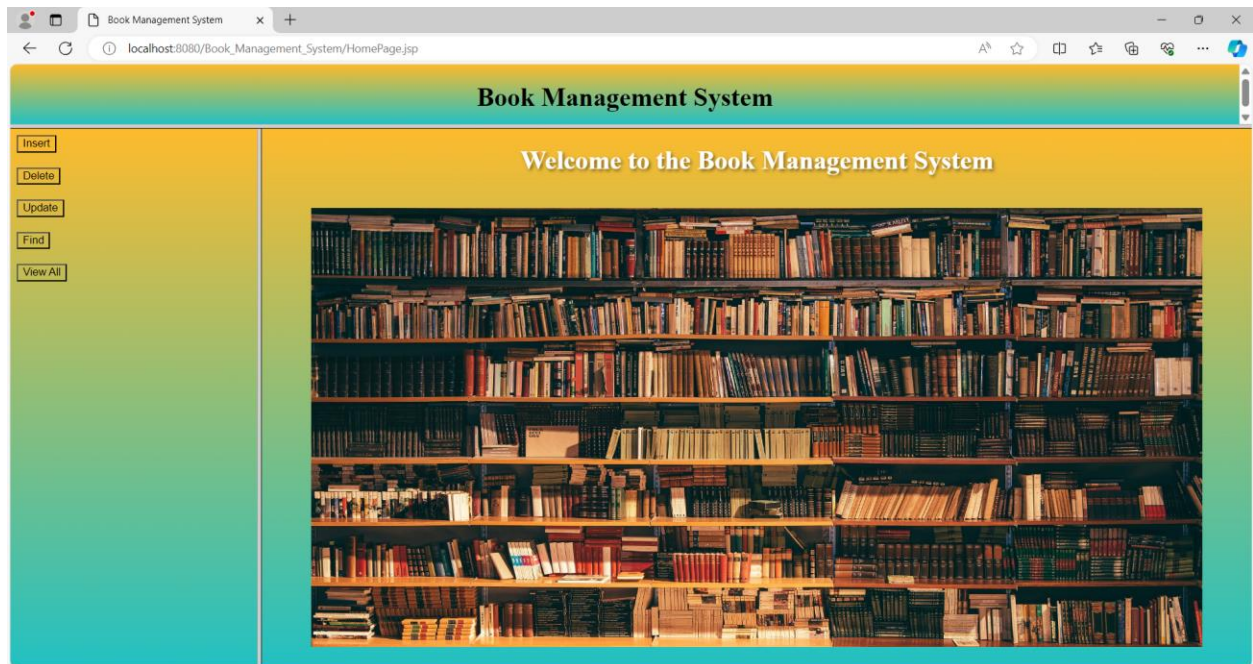 Book Management System
localhost:8080/Book_Management_System/HomePage.jsp
Book Management System
Insert
Delete
Update
Find
View All
Welcome to the Book Management System